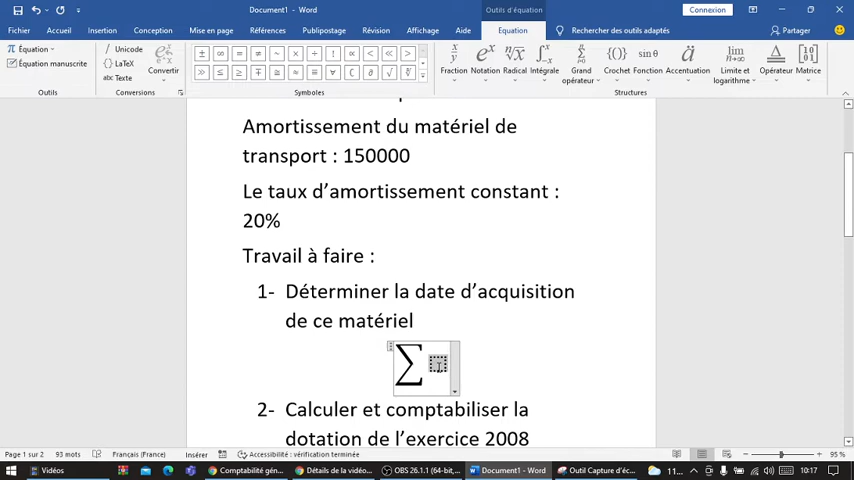 Document1 - Word
Outils d'équation
Connexion
Fichier Accueil Insertion Conception Mise en page Références Publipostage Révision Affichage Aide Equation Rechercher des outils adaptés Partager
π Équation
Équation manuscrite
Unicode
LaTeX
abc Texte
Convertir
± ∞ = ≠ ~ × ÷ ! ∝ < ≪ >
≫ ≤ ≥ ∓ ≅ ≈ ≡ ∀ ∁ ∂ √ ∛
Fraction Notation Radical Intégrale Grand opérateur Crochet Fonction Accentuation Limite et logarithme Opérateur Matrice
Outils Conversions Symboles Structures
Amortissement du matériel de
transport : 150000
Le taux d’amortissement constant :
20%
Travail à faire :
1- Déterminer la date d’acquisition
de ce matériel
∑
2- Calculer et comptabiliser la
dotation de l’exercice 2008
Page 1 sur 2 93 mots Français (France) Insérer Accessibilité : vérification terminée 95 %
Vidéos Comptabilité gén... Détails de la vidéo... OBS 26.1.1 (64-bit,... Document1 - Word Outil Capture d'éc... 11... 10:17